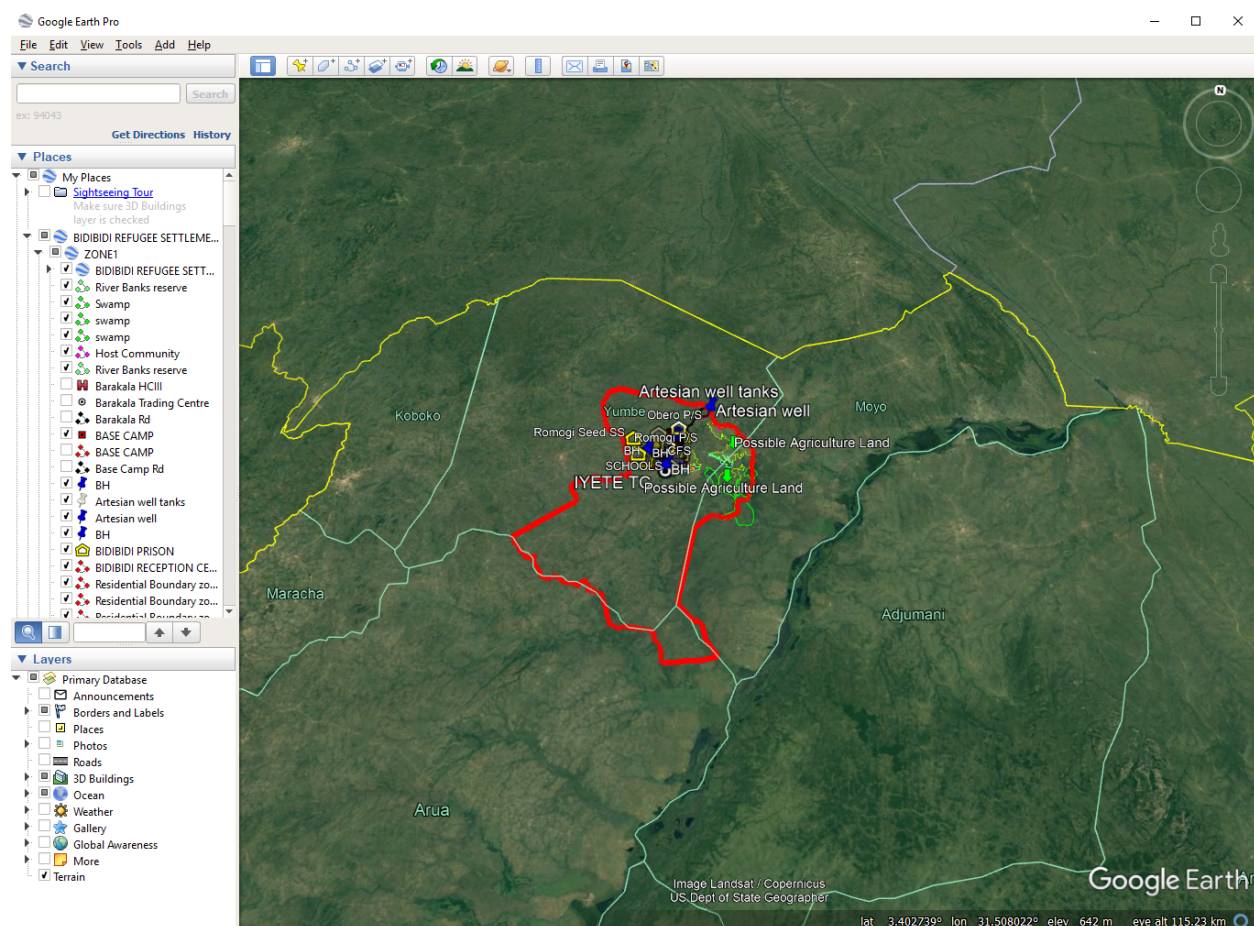 Google Earth Pro
File Edit View Tools Add Help
Search
Search
ex: 94043
Get Directions History
Places
My Places
Sightseeing Tour
Make sure 3D Buildings
layer is checked
BIDIBIDI REFUGEE SETTLEME...
ZONE1
BIDIBIDI REFUGEE SETT...
River Banks reserve
Swamp
swamp
swamp
Host Community
River Banks reserve
Barakala HCIII
Barakala Trading Centre
Barakala Rd
BASE CAMP
BASE CAMP
Base Camp Rd
BH
Artesian well tanks
Artesian well
BH
BIDIBIDI PRISON
BIDIBIDI RECEPTION CE...
Residential Boundary zo...
Residential Boundary zo...
Residential Boundary zo...
Layers
Primary Database
Announcements
Borders and Labels
Places
Photos
Roads
3D Buildings
Ocean
Weather
Gallery
Global Awareness
More
Terrain
N
Artesian well tanks
Koboko
Yumbe
Obero P/S
Artesian well
Moyo
Romogi Seed SS
Romogi P/S
Possible Agriculture Land
BH
BH
CFS
SCHOOLS
BH
IYETE TC
Possible Agriculture Land
Maracha
Adjumani
Arua
Image Landsat / Copernicus
US Dept of State Geographer
Google Earth
lat 3.402739° lon 31.508022° elev 642 m eye alt 115.23 km